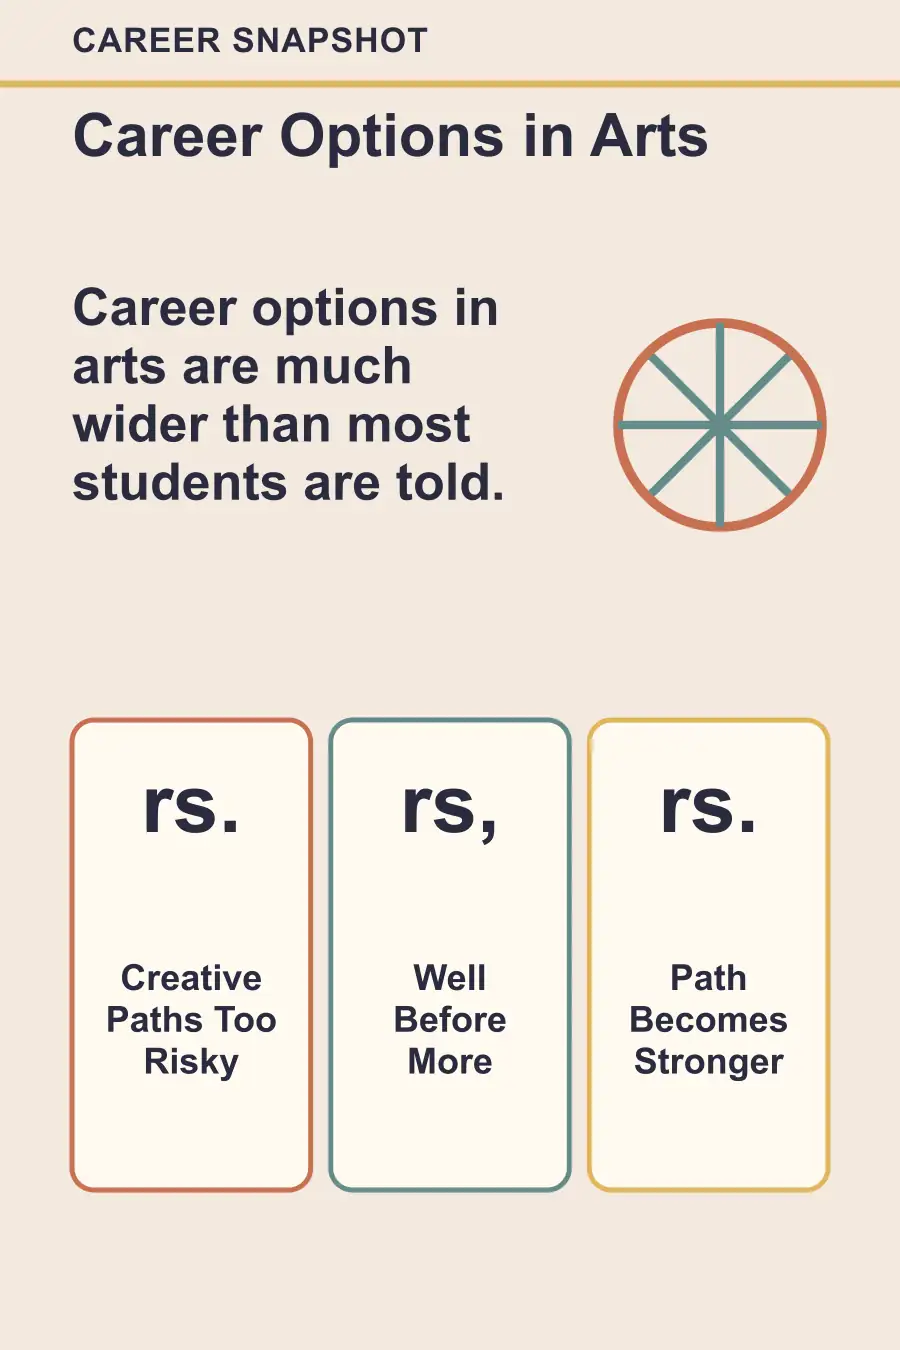 CAREER SNAPSHOT
Career Options in Arts
Career options in
arts are much
wider than most
students are told.
rs.
Creative
Paths Too
Risky
rs,
Well
Before
More
rs.
Path
Becomes
Stronger